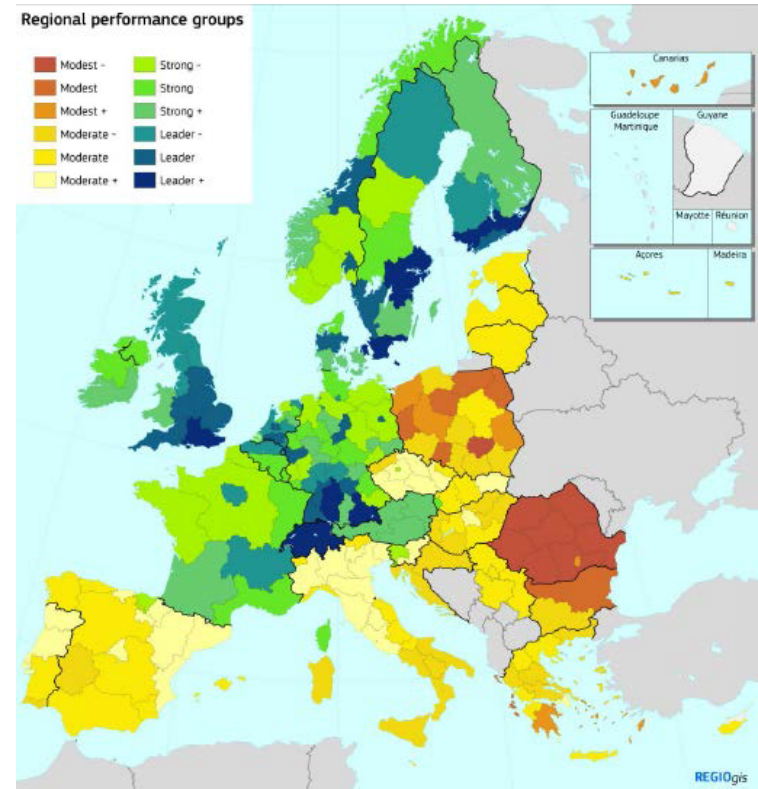 Regional performance groups
Modest -
Modest
Modest +
Moderate -
Moderate
Moderate +
Strong -
Strong
Strong +
Leader -
Leader
Leader +
Canarias
Guadeloupe
Martinique
Guyane
Mayotte
Réunion
Açores
Madeira
REGIOgis